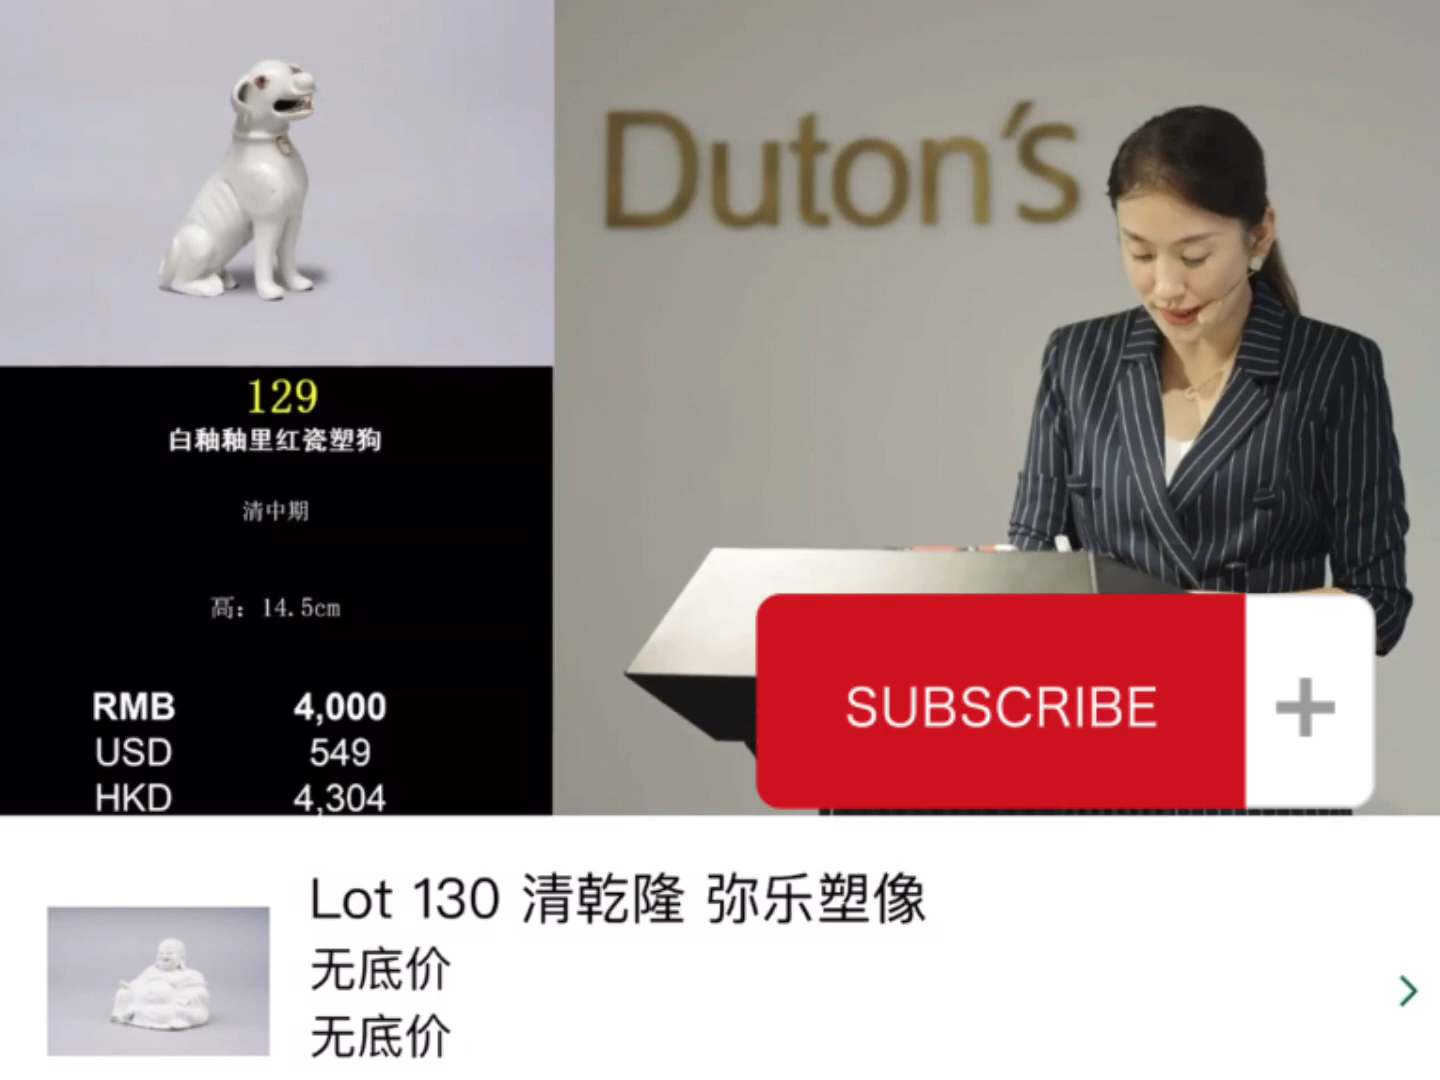 Duton's
129
白釉釉里红瓷塑狗
清中期
高：14.5cm
RMB 4,000
USD 549
HKD 4,304
SUBSCRIBE +
Lot 130 清乾隆 弥乐塑像
无底价
无底价